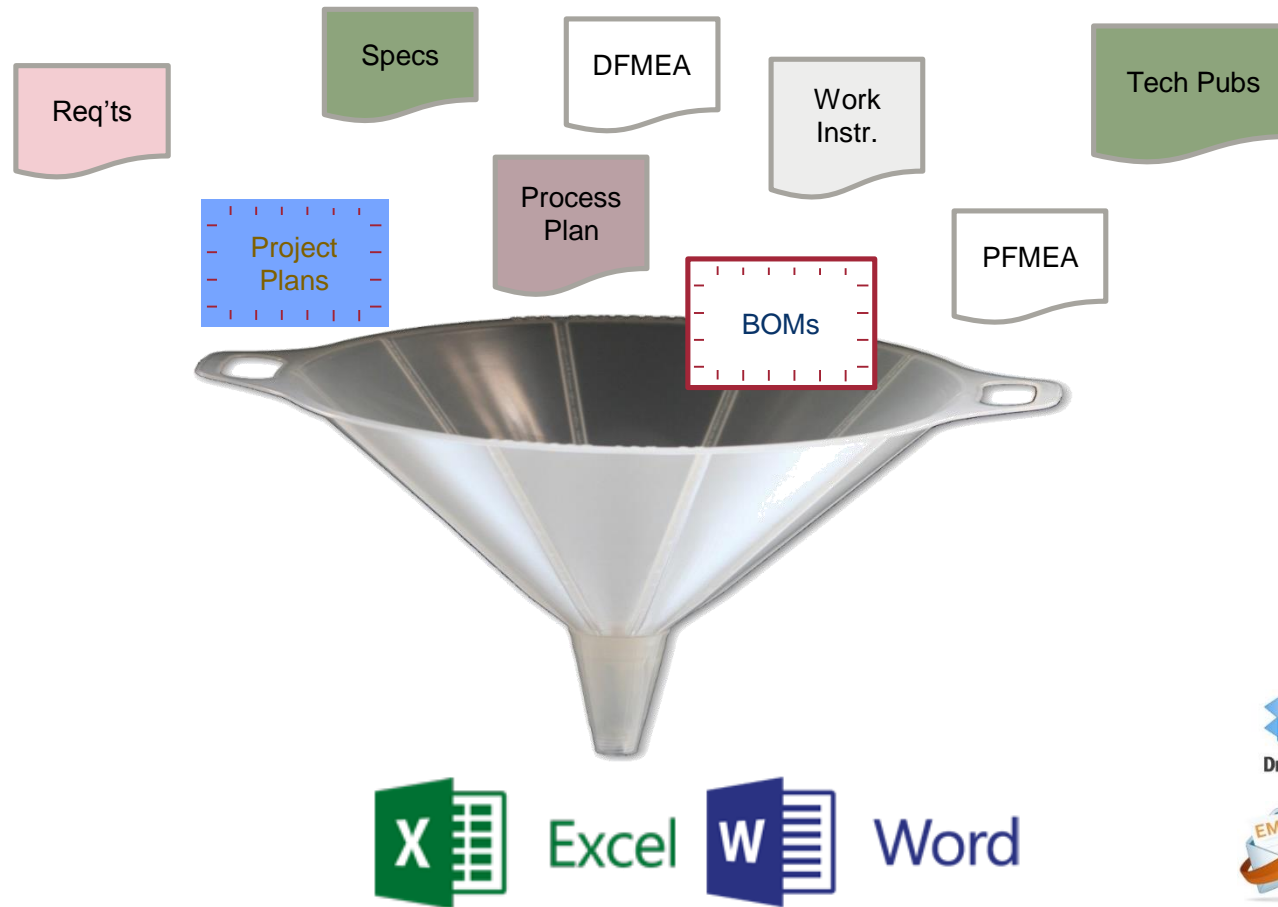 Specs
DFMEA
Tech Pubs
Req'ts
Work
Instr.
Process
Plan
Project
Plans
PFMEA
BOMs
X
Excel
W
Word